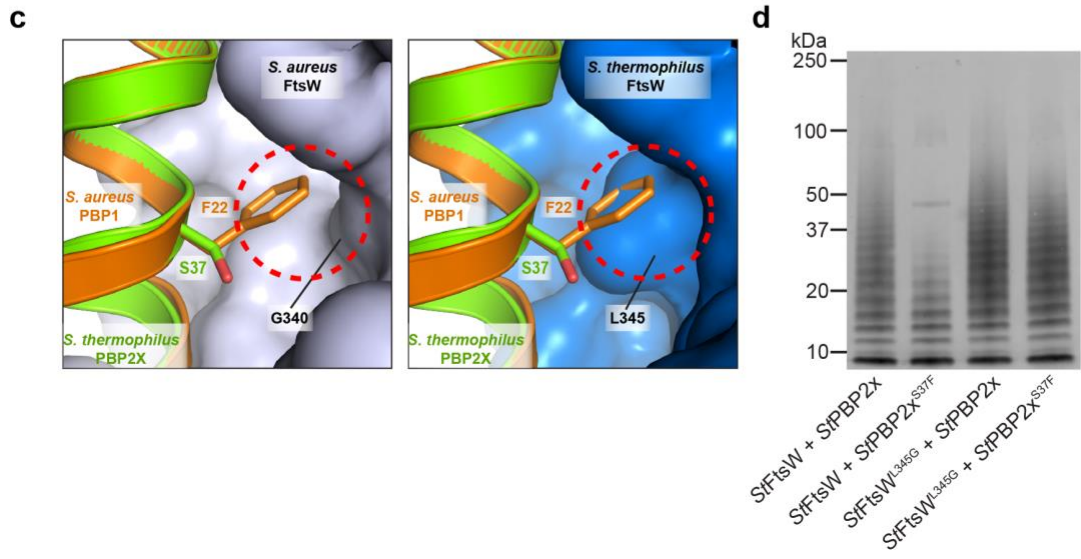 c
S. aureus
FtsW
S. aureus
PBP1
F22
S37
G340
S. thermophilus
PBP2X
S. thermophilus
FtsW
S. aureus
PBP1
F22
S37
L345
S. thermophilus
PBP2X
d
kDa
250
100
50
37
20
10
StFtsW + StPBP2x
StFtsW + StPBP2xS37F
StFtsWL345G + StPBP2x
StFtsWL345G + StPBP2xS37F